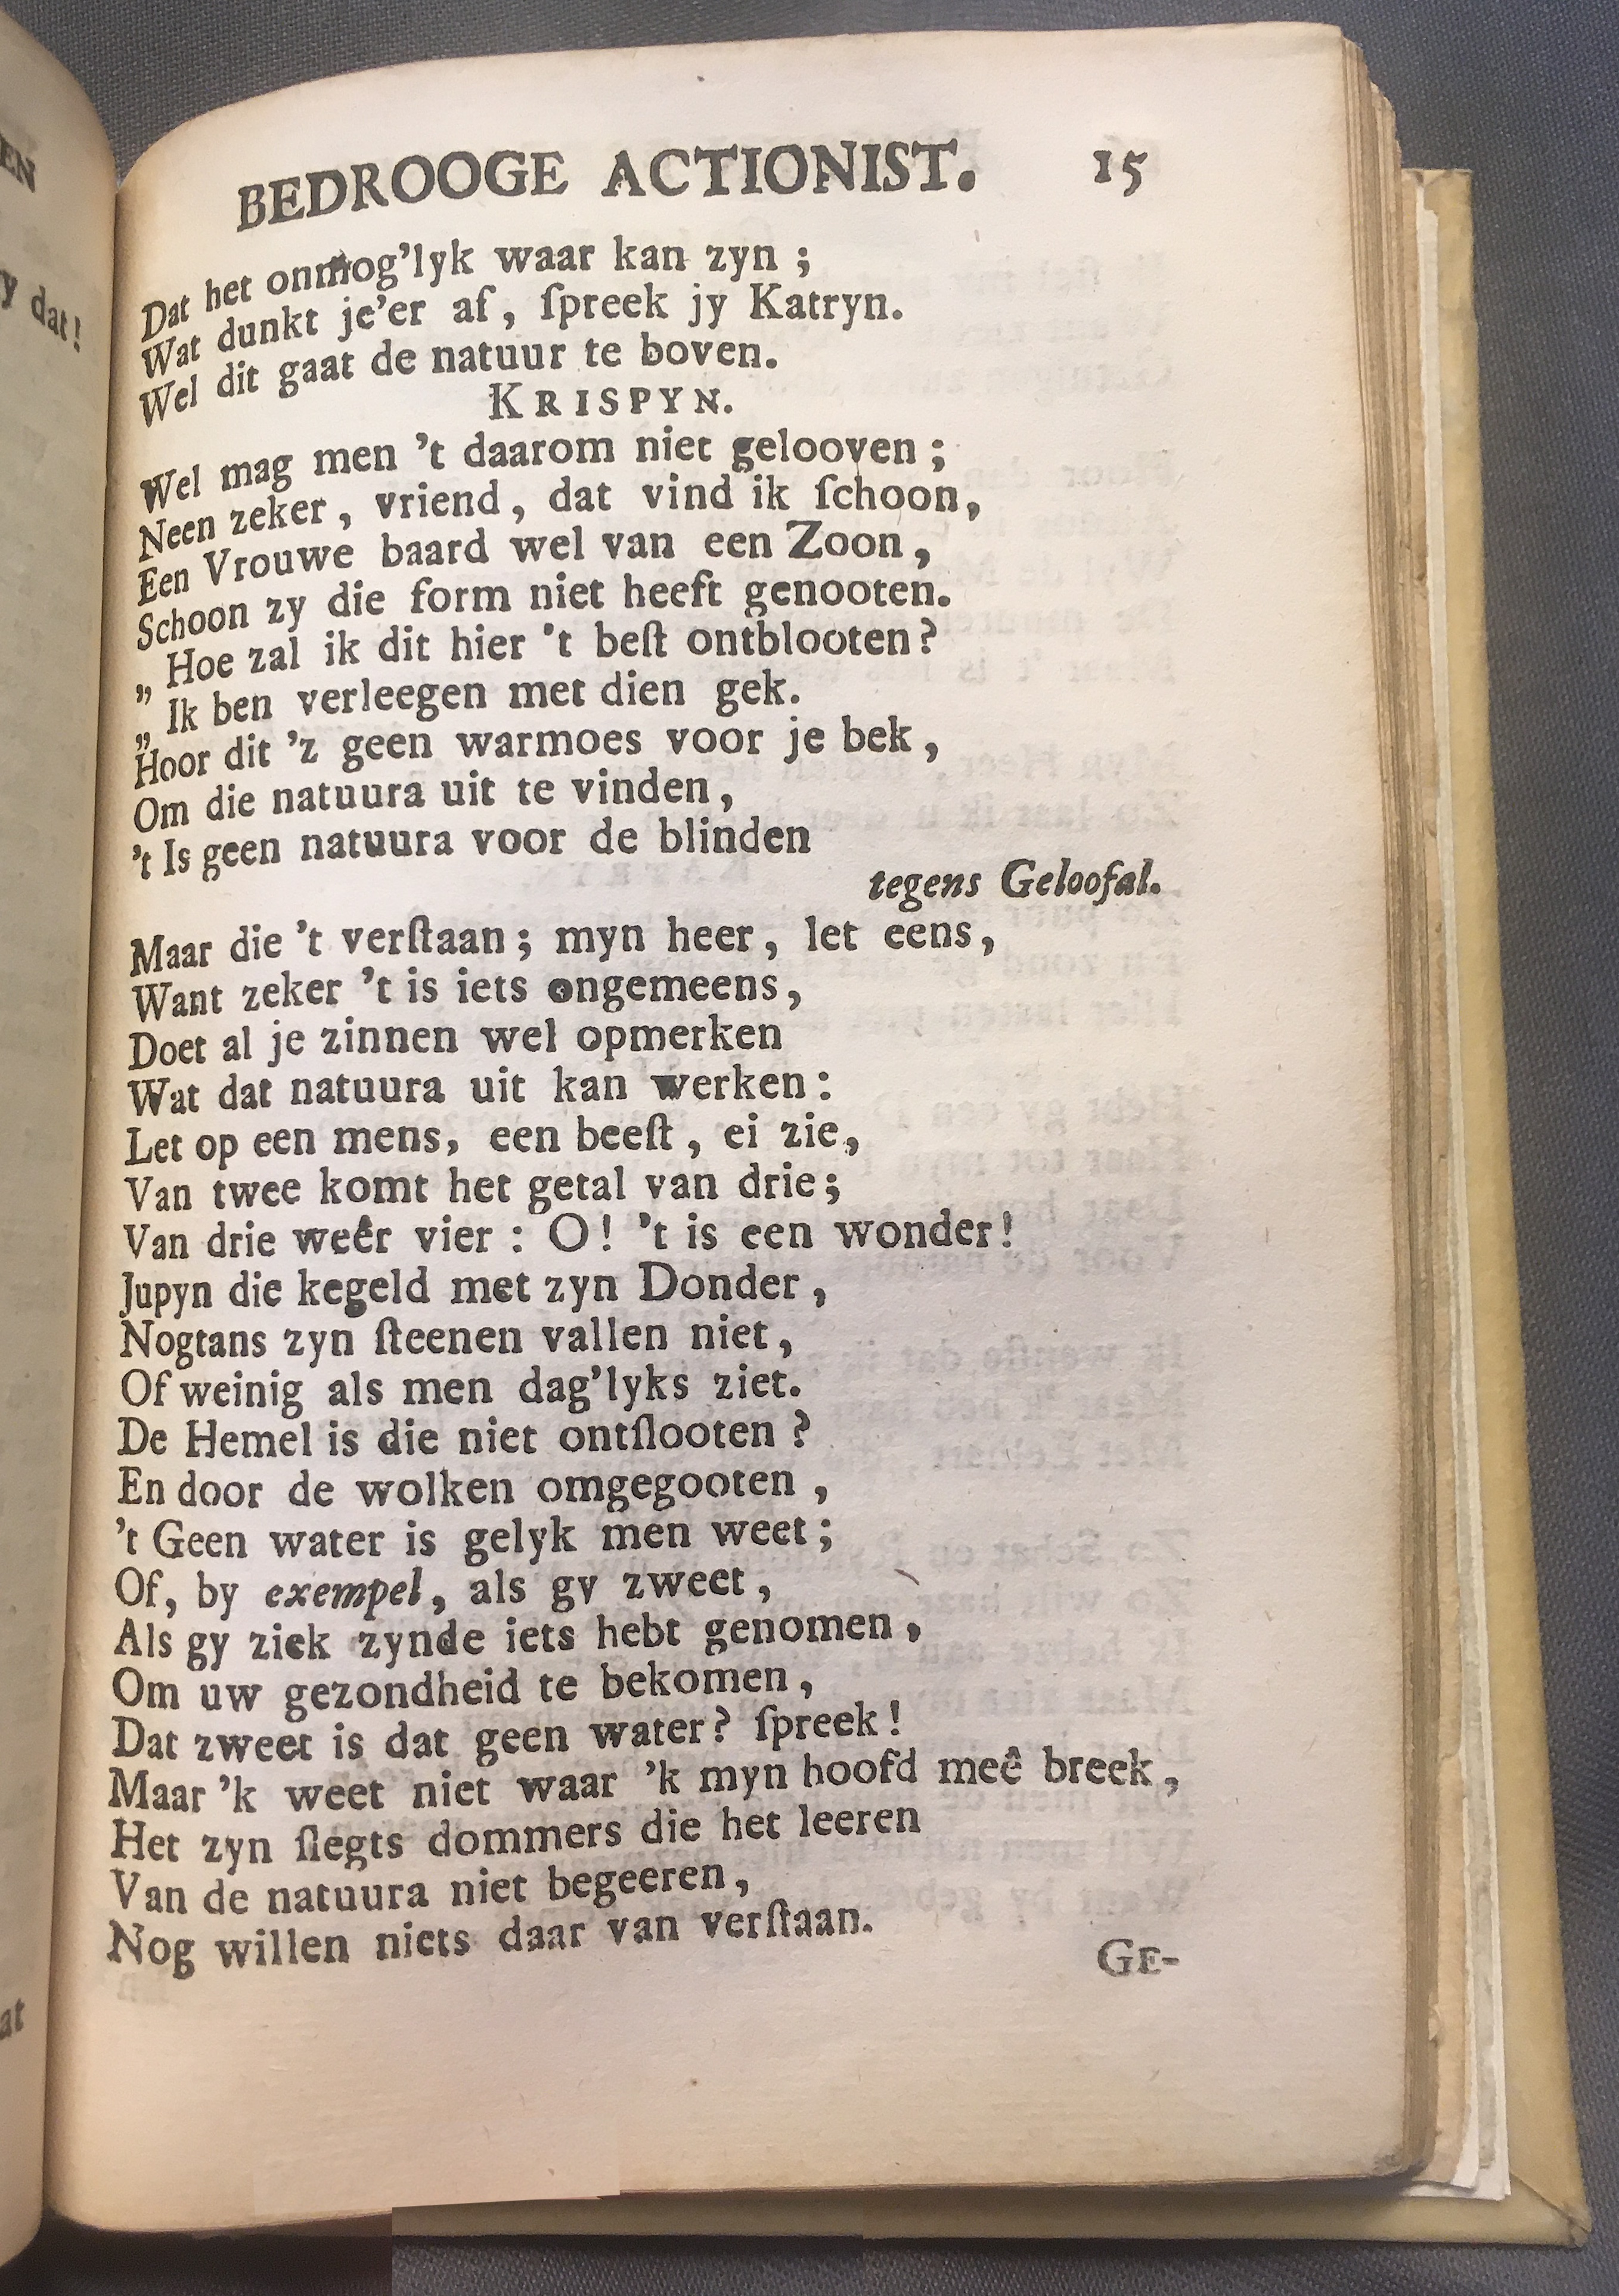 EN
y dat!
at
BEDROOGE ACTIONIST. 15
Dat het onmog'lyk waar kan zyn ;
Wat dunkt je'er af, ſpreek jy Katryn.
Wel dit gaat de natuur te boven.
KRISPYN.
Wel mag men 't daarom niet gelooven ;
Neen zeker, vriend, dat vind ik ſchoon,
Een Vrouwe baard wel van een Zoon,
Schoon zy die form niet heeft genooten.
„ Hoe zal ik dit hier 't beſt ontblooten?
„ Ik ben verleegen met dien gek.
Hoor dit 'z geen warmoes voor je bek,
Om die natuura uit te vinden,
't Is geen natuura voor de blinden
tegens Geloofal.
Maar die 't verſtaan; myn heer, let eens,
Want zeker 't is iets ongemeens,
Doet al je zinnen wel opmerken
Wat dat natuura uit kan werken:
Let op een mens, een beeſt, ei zie,
Van twee komt het getal van drie;
Van drie weêr vier : O! 't is een wonder!
Jupyn die kegeld met zyn Donder,
Nogtans zyn ſteenen vallen niet,
Of weinig als men dag'lyks ziet.
De Hemel is die niet ontſlooten ?
En door de wolken omgegooten ,
't Geen water is gelyk men weet;
Of, by exempel, als gy zweet,
Als gy ziek zynde iets hebt genomen,
Om uw gezondheid te bekomen,
Dat zweet is dat geen water? ſpreek!
Maar 'k weet niet waar 'k myn hoofd meê breek,
Het zyn ſlegts dommers die het leeren
Van de natuura niet begeeren,
Nog willen niets daar van verſtaan.
GE-